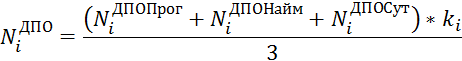 N_i^{ДПО} = \frac{(N_i^{ДПОПрог} + N_i^{ДПОНайм} + N_i^{ДПОСут}) * k_i}{3}